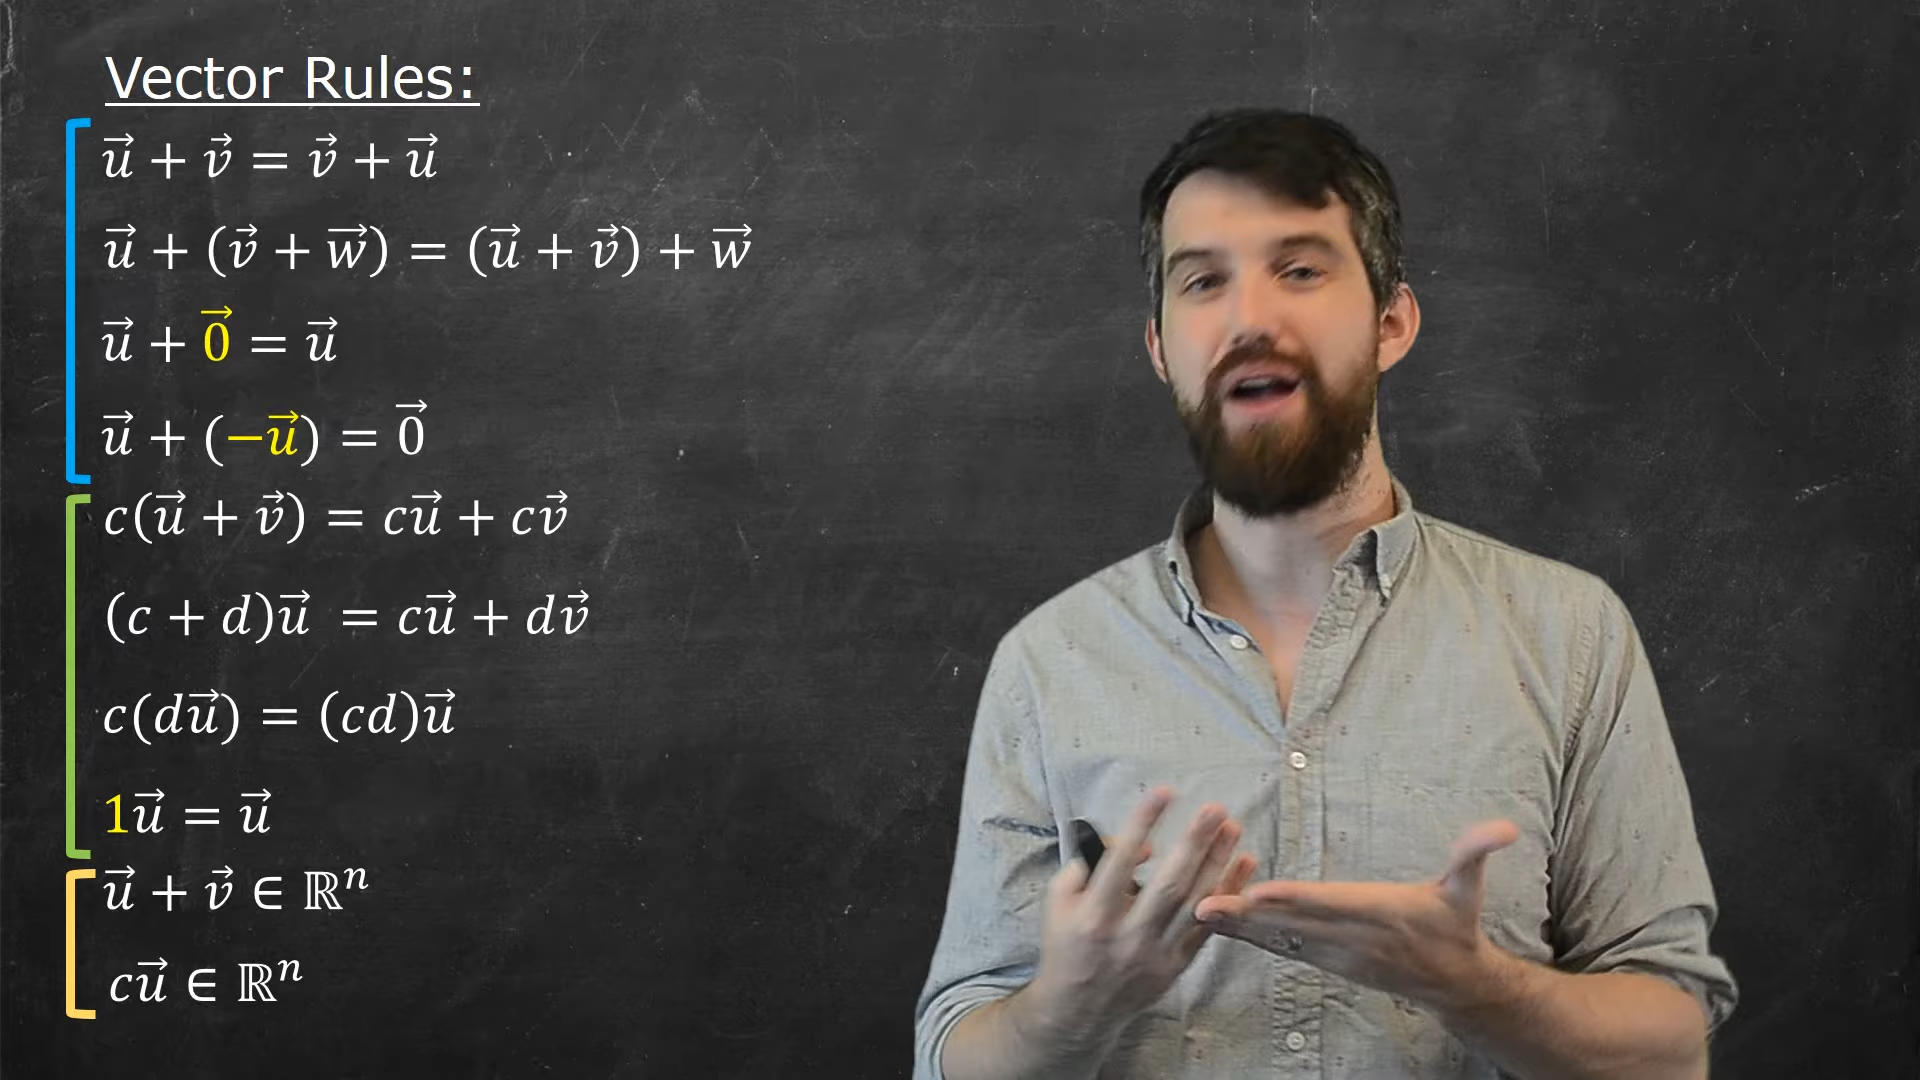 Vector Rules:
u⃗ + v⃗ = v⃗ + u⃗
u⃗ + (v⃗ + w⃗) = (u⃗ + v⃗) + w⃗
u⃗ + 0⃗ = u⃗
u⃗ + (−u⃗) = 0⃗
c(u⃗ + v⃗) = cu⃗ + cv⃗
(c + d)u⃗ = cu⃗ + dv⃗
c(du⃗) = (cd)u⃗
1u⃗ = u⃗
u⃗ + v⃗ ∈ ℝⁿ
cu⃗ ∈ ℝⁿ